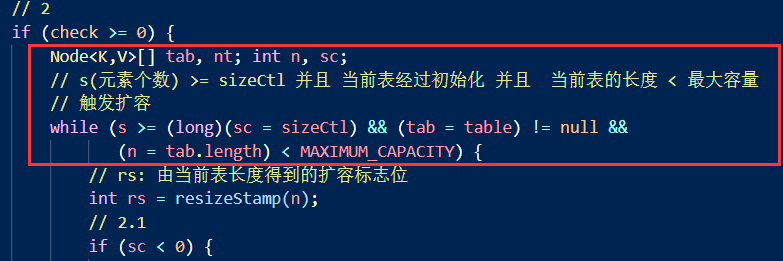 // 2
if (check >= 0) {
Node<K,V>[] tab, nt; int n, sc;
// s(元素个数) >= sizeCtl 并且 当前表经过初始化 并且  当前表的长度 < 最大容量
// 触发扩容
while (s >= (long)(sc = sizeCtl) && (tab = table) != null &&
(n = tab.length) < MAXIMUM_CAPACITY) {
// rs: 由当前表长度得到的扩容标志位
int rs = resizeStamp(n);
// 2.1
if (sc < 0) {